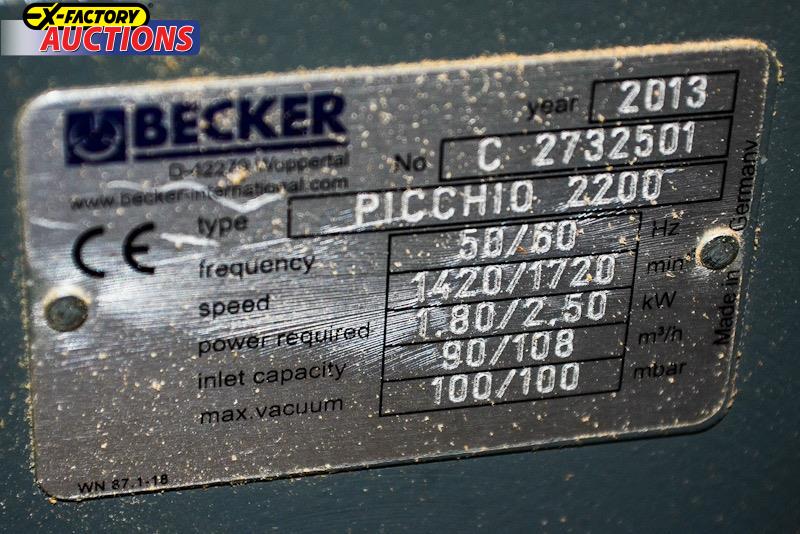 X-FACTORY
AUCTIONS
BECKER
D-42279 Wuppertal
www.becker-international.com
year 2013
No C 2732501
type PICCHIO 2200
CE
frequency 50/60 Hz
speed 1420/1720 min
power required 1.80/2.50 kW
inlet capacity 90/108 m³/h
max.vacuum 100/100 mbar
Made in Germany
WN 87.1-18